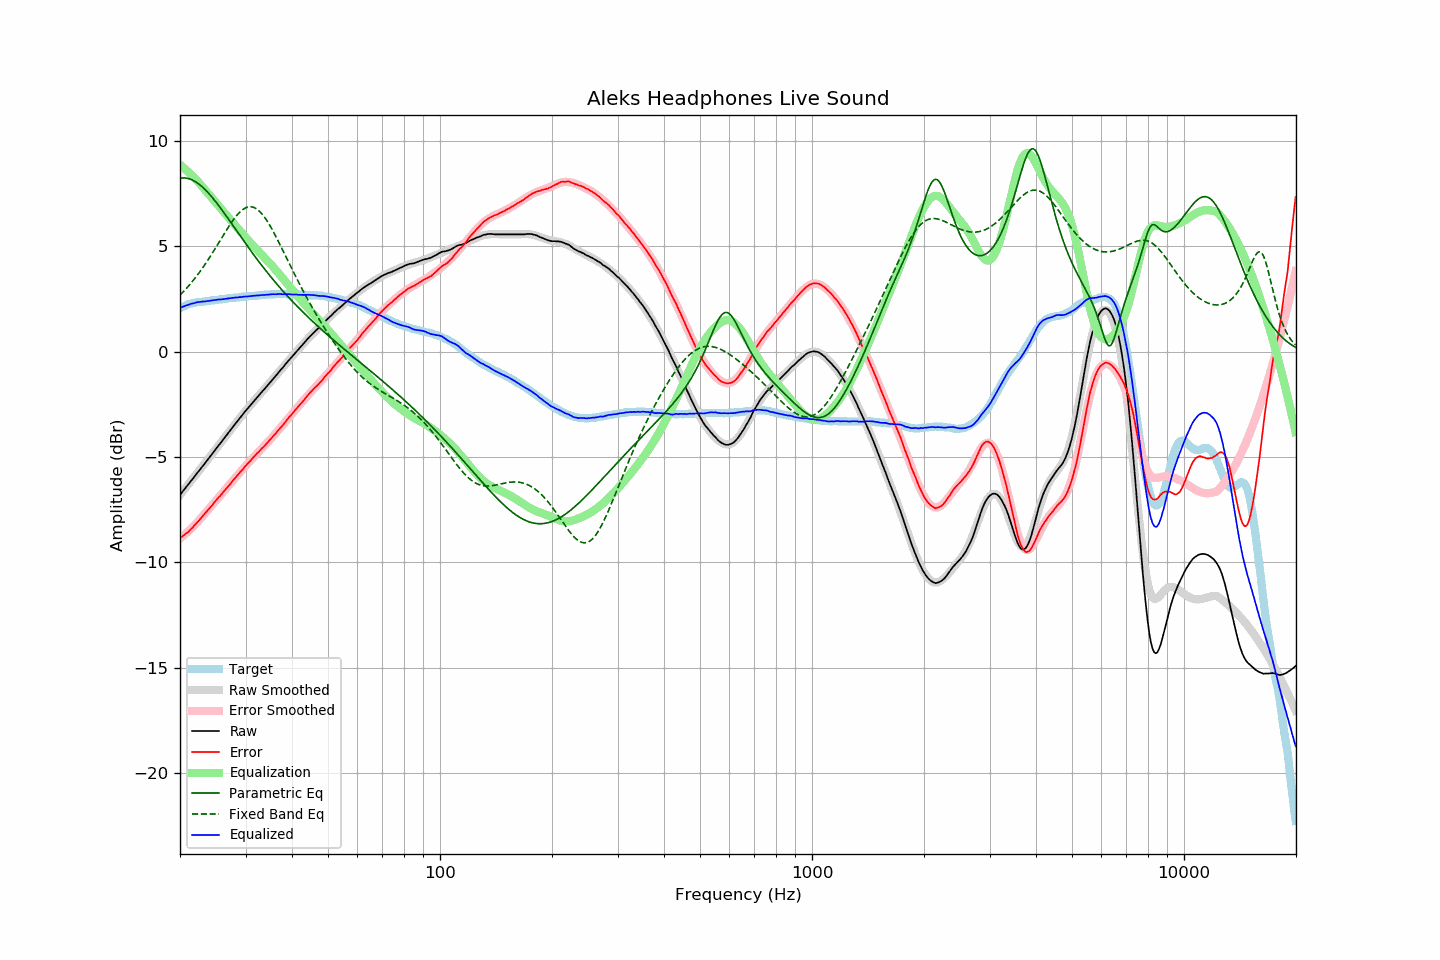 Aleks Headphones Live Sound
Amplitude (dBr)
10
5
0
−5
−10
−15
−20
Target
Raw Smoothed
Error Smoothed
Raw
Error
Equalization
Parametric Eq
Fixed Band Eq
Equalized
100 1000 10000
Frequency (Hz)